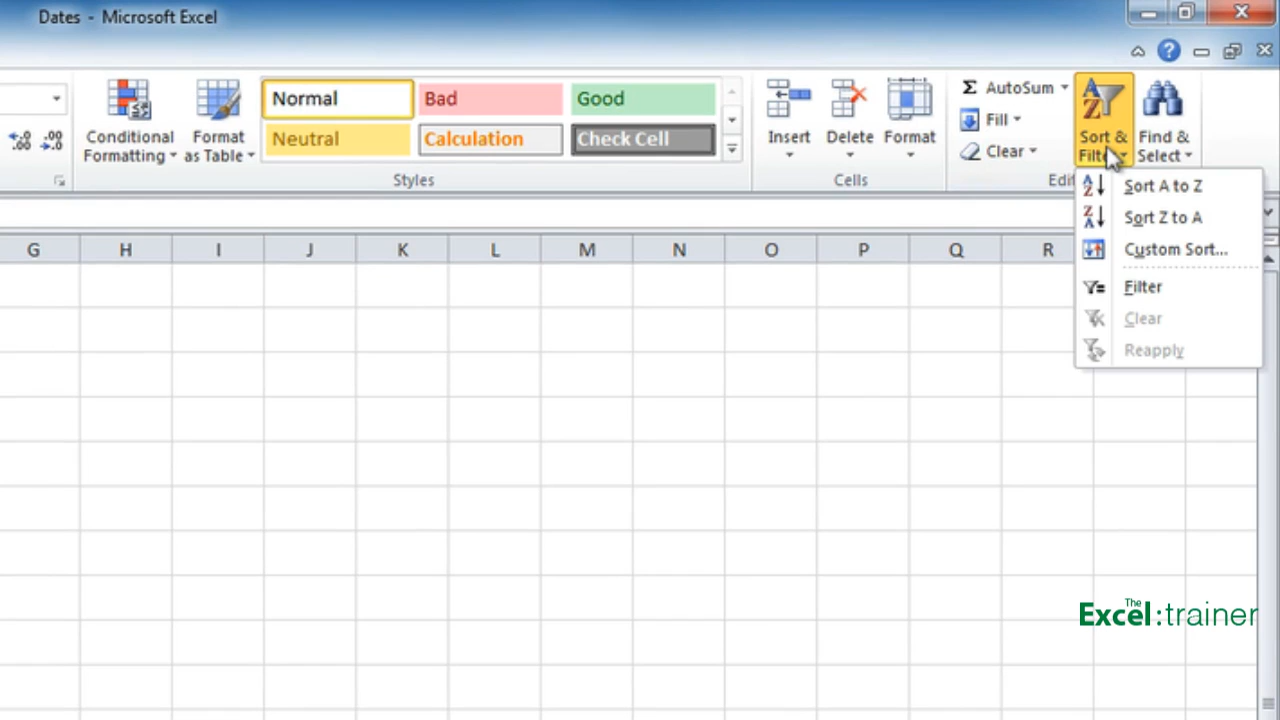 Dates - Microsoft Excel
Conditional Formatting
Format as Table
Normal
Bad
Good
Neutral
Calculation
Check Cell
Styles
Insert
Delete
Format
Cells
Σ AutoSum
Fill
Clear
Sort &
Find & Select
Sort A to Z
Sort Z to A
Custom Sort...
Filter
Clear
Reapply
G H I J K L M N O P Q R
The Excel:trainer